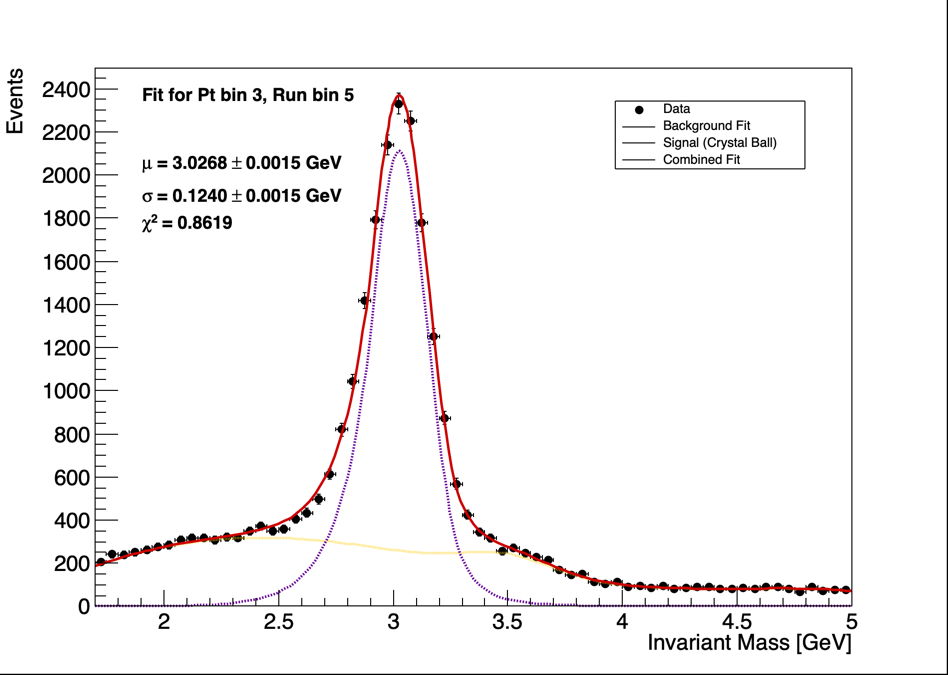 Events
Fit for Pt bin 3, Run bin 5
μ = 3.0268 ± 0.0015 GeV
σ = 0.1240 ± 0.0015 GeV
χ² = 0.8619
Data
Background Fit
Signal (Crystal Ball)
Combined Fit
2400
2200
2000
1800
1600
1400
1200
1000
800
600
400
200
0
2 2.5 3 3.5 4 4.5 5
Invariant Mass [GeV]